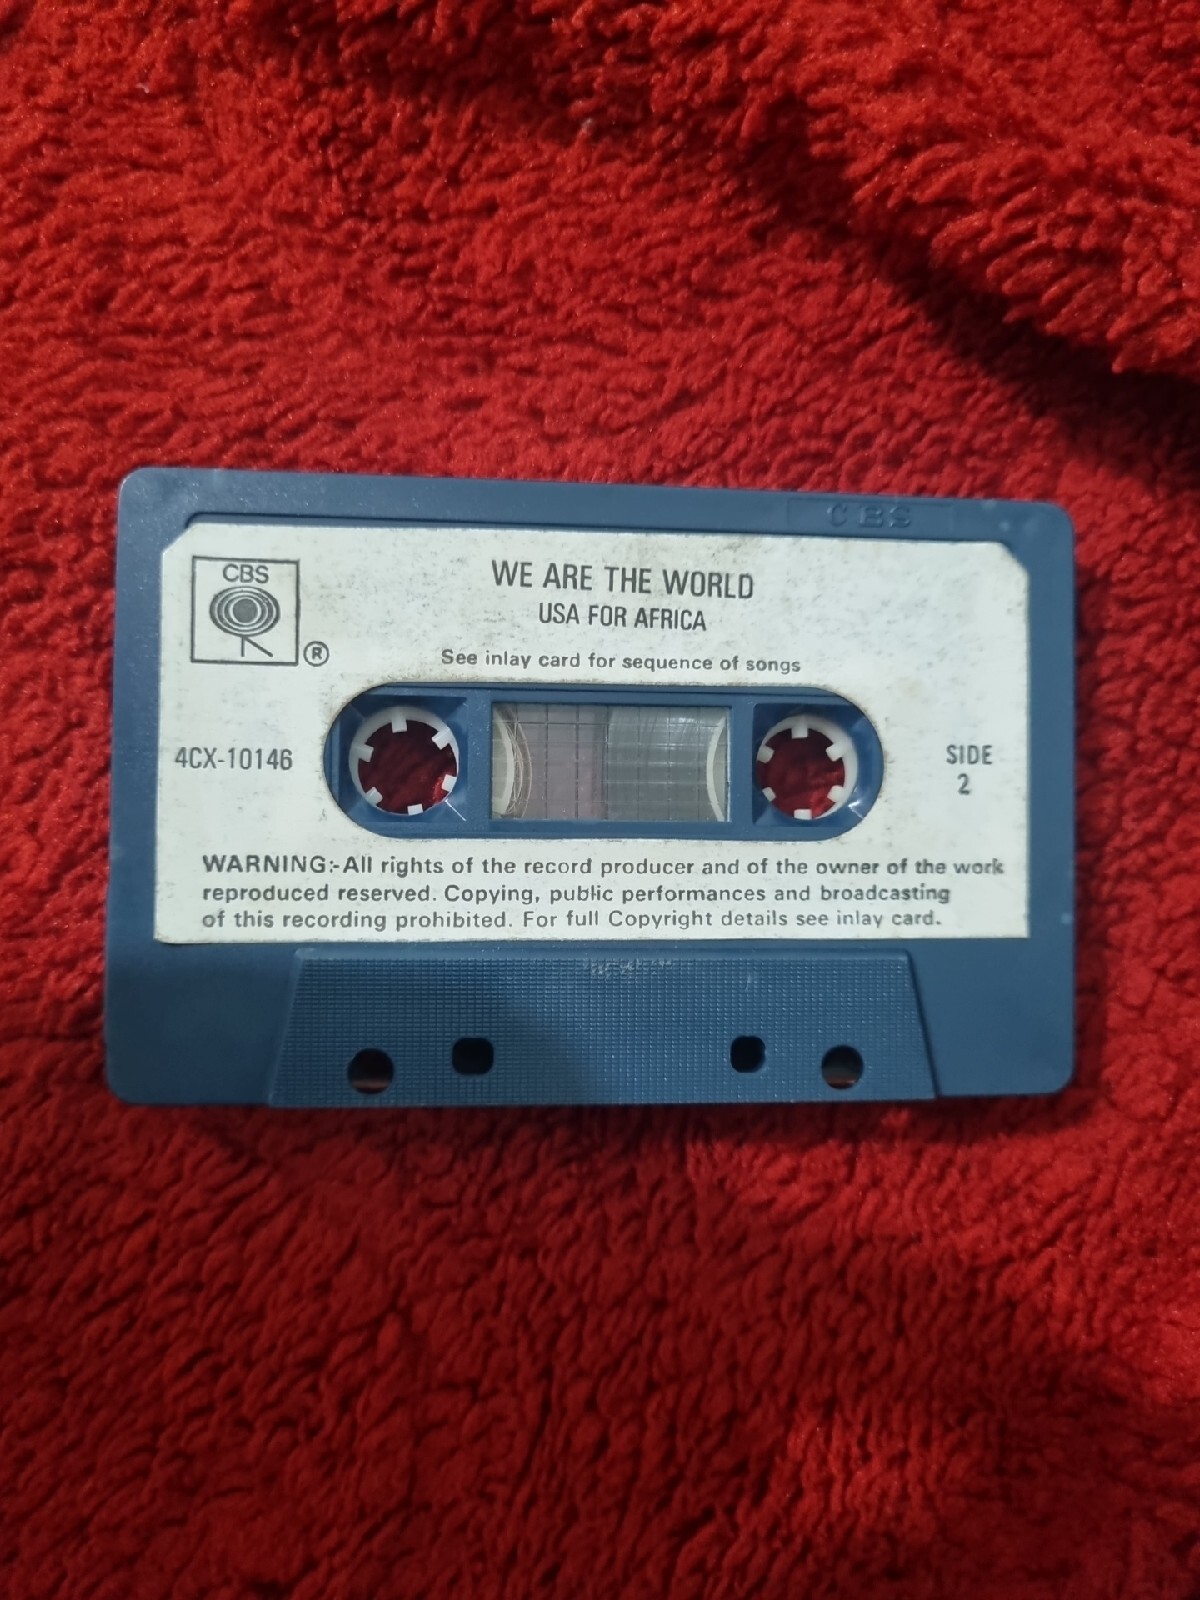 CBS
CBS
®
WE ARE THE WORLD
USA FOR AFRICA
See inlay card for sequence of songs
4CX-10146
SIDE
2
WARNING:-All rights of the record producer and of the owner of the work
reproduced reserved. Copying, public performances and broadcasting
of this recording prohibited. For full Copyright details see inlay card.